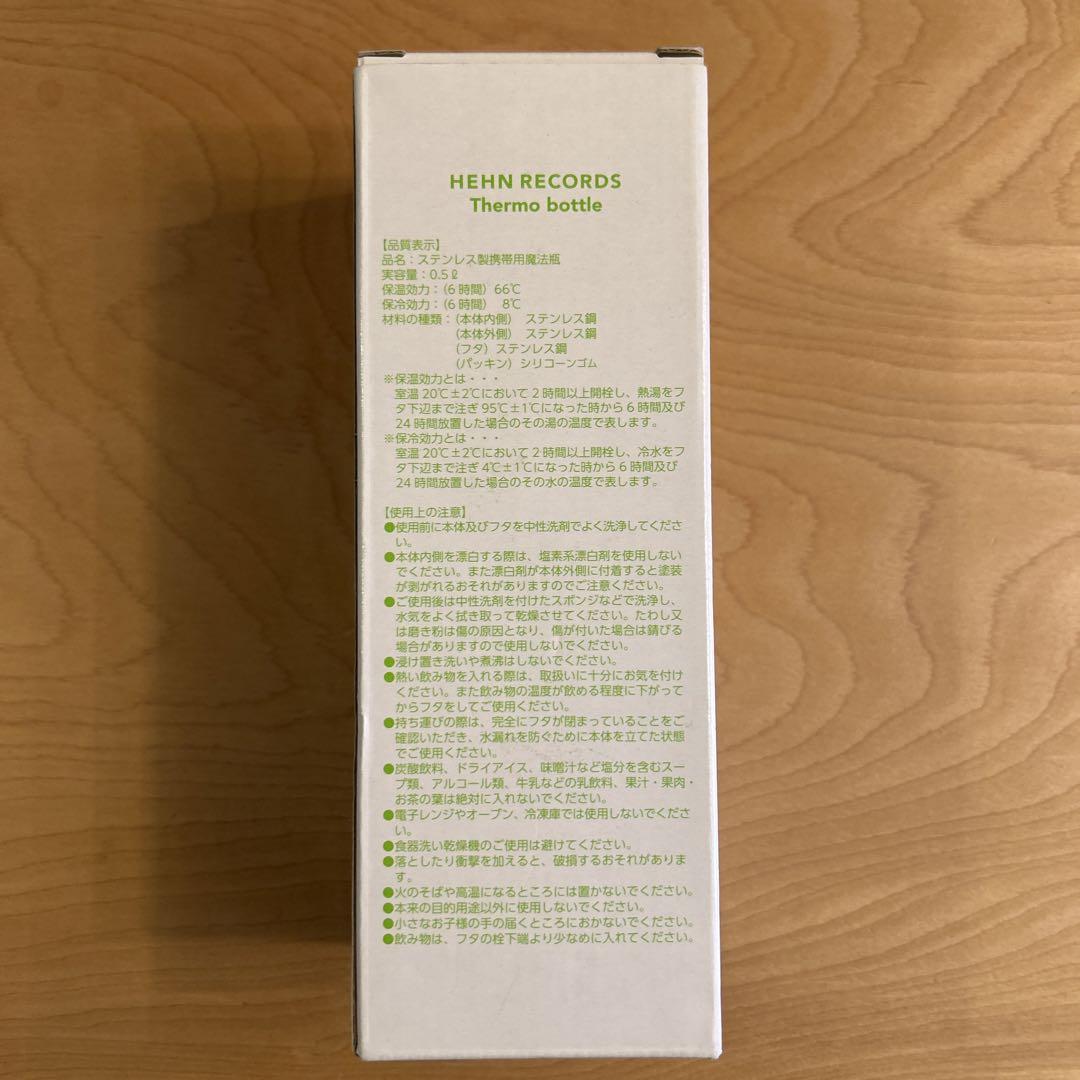 HEHN RECORDS
Thermo bottle
【品質表示】
品名：ステンレス製携帯用魔法瓶
実容量：0.5ℓ
保温効力：（6時間）66℃
保冷効力：（6時間） 8℃
材料の種類：（本体内側） ステンレス鋼
（本体外側） ステンレス鋼
（フタ）ステンレス鋼
（パッキン）シリコーンゴム
※保温効力とは・・・
室温20℃±2℃において2時間以上開栓し、熱湯をフ
タ下辺まで注ぎ95℃±1℃になった時から6時間及び
24時間放置した場合のその湯の温度で表します。
※保冷効力とは・・・
室温20℃±2℃において2時間以上開栓し、冷水をフ
タ下辺まで注ぎ4℃±1℃になった時から6時間及び
24時間放置した場合のその水の温度で表します。
【使用上の注意】
●使用前に本体及びフタを中性洗剤でよく洗浄してくださ
い。
●本体内側を漂白する際は、塩素系漂白剤を使用しない
でください。また漂白剤が本体外側に付着すると塗装
が剥がれるおそれがありますのでご注意ください。
●ご使用後は中性洗剤を付けたスポンジなどで洗浄し、
水気をよく拭き取って乾燥させてください。たわし又
は磨き粉は傷の原因となり、傷が付いた場合は錆びる
場合がありますので使用しないでください。
●浸け置き洗いや煮沸はしないでください。
●熱い飲み物を入れる際は、取扱いに十分にお気を付け
ください。また飲み物の温度が飲める程度に下がって
からフタをしてご使用ください。
●持ち運びの際は、完全にフタが閉まっていることをご
確認いただき、水漏れを防ぐために本体を立てた状態
でご使用ください。
●炭酸飲料、ドライアイス、味噌汁など塩分を含むスー
プ類、アルコール類、牛乳などの乳飲料、果汁・果肉・
お茶の葉は絶対に入れないでください。
●電子レンジやオーブン、冷凍庫では使用しないでくださ
い。
●食器洗い乾燥機のご使用は避けてください。
●落としたり衝撃を加えると、破損するおそれがありま
す。
●火のそばや高温になるところには置かないでください。
●本来の目的用途以外に使用しないでください。
●小さなお子様の手の届くところにおかないでください。
●飲み物は、フタの栓下端より少なめに入れてください。